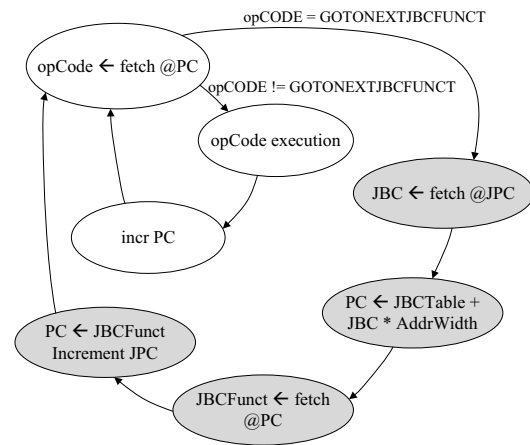 opCODE = GOTONEXTJBCFUNCT
opCode ← fetch @PC
opCODE != GOTONEXTJBCFUNCT
opCode execution
JBC ← fetch @JPC
incr PC
PC ← JBCTable +
JBC * AddrWidth
PC ← JBCFunct
Increment JPC
JBCFunct ← fetch
@PC